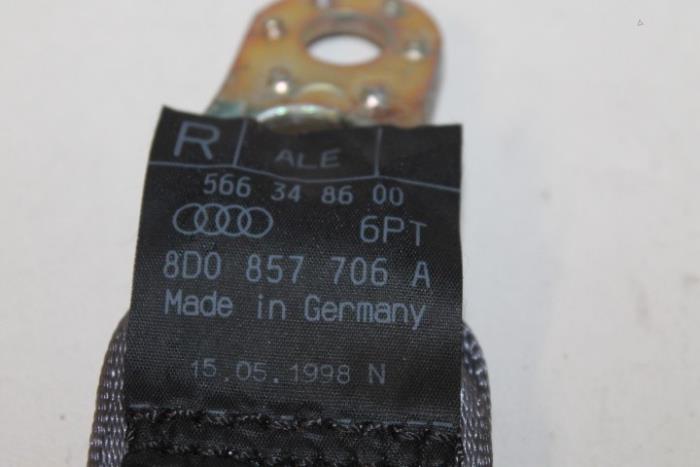 R ALE
566 34 86 00
6PT
8D0 857 706 A
Made in Germany
15.05.1998 N